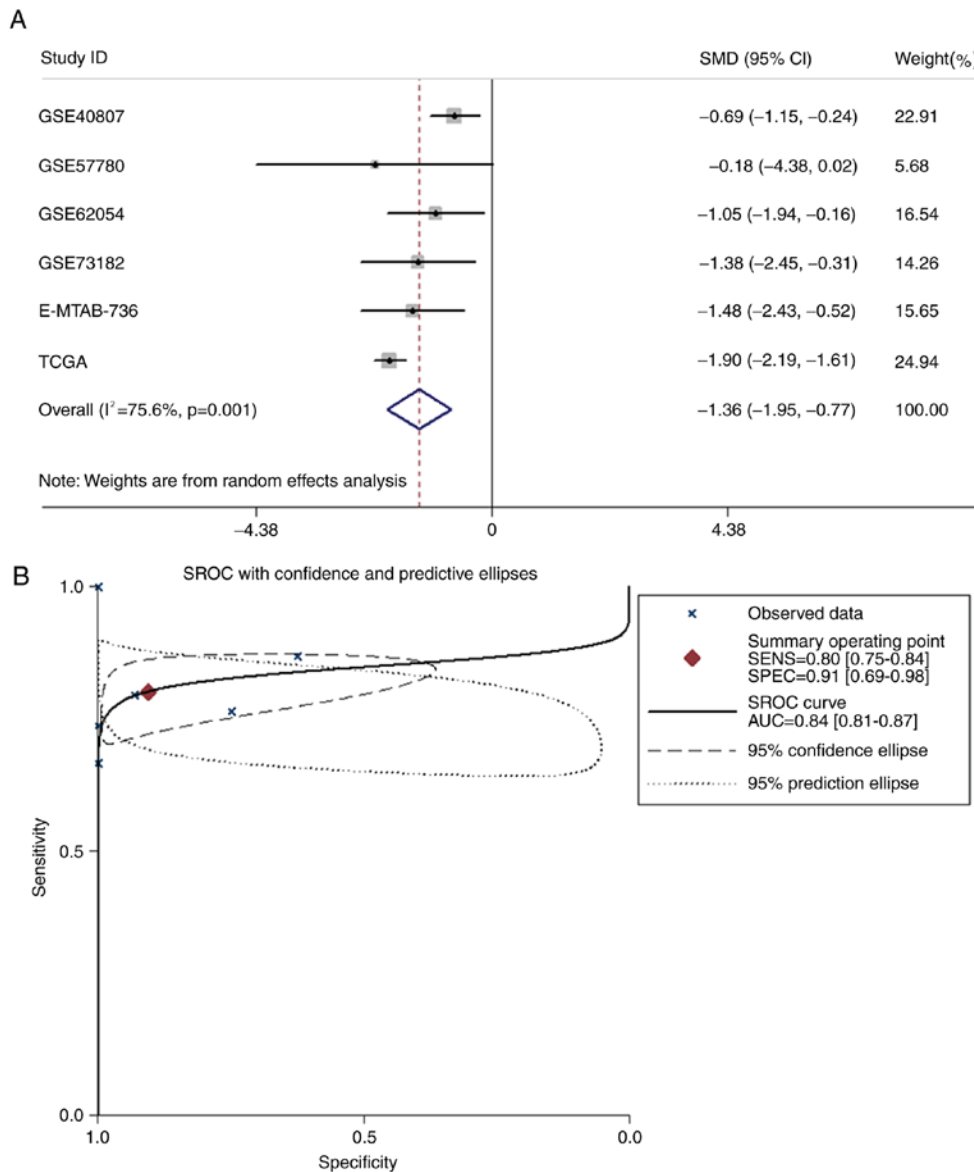 A
Study ID SMD (95% CI) Weight(%)
GSE40807 −0.69 (−1.15, −0.24) 22.91
GSE57780 −0.18 (−4.38, 0.02) 5.68
GSE62054 −1.05 (−1.94, −0.16) 16.54
GSE73182 −1.38 (−2.45, −0.31) 14.26
E-MTAB-736 −1.48 (−2.43, −0.52) 15.65
TCGA −1.90 (−2.19, −1.61) 24.94
Overall (I²=75.6%, p=0.001) −1.36 (−1.95, −0.77) 100.00
Note: Weights are from random effects analysis
−4.38 0 4.38
B
SROC with confidence and predictive ellipses
1.0
0.5
0.0
Sensitivity
1.0 0.5 0.0
Specificity
Observed data
Summary operating point
SENS=0.80 [0.75-0.84]
SPEC=0.91 [0.69-0.98]
SROC curve
AUC=0.84 [0.81-0.87]
95% confidence ellipse
95% prediction ellipse